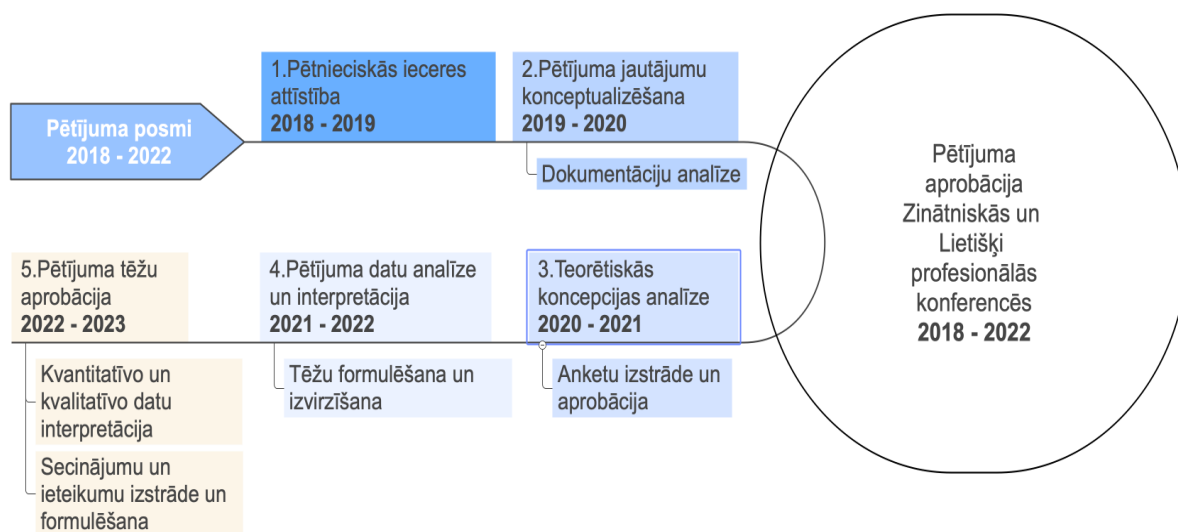 Pētījuma posmi
2018 - 2022
1.Pētnieciskās ieceres
attīstība
2018 - 2019
2.Pētījuma jautājumu
konceptualizēšana
2019 - 2020
Dokumentāciju analīze
Pētījuma
aprobācija
Zinātniskās un
Lietišķi
profesionālās
konferencēs
2018 - 2022
3.Teorētiskās
koncepcijas analīze
2020 - 2021
Anketu izstrāde un
aprobācija
4.Pētījuma datu analīze
un interpretācija
2021 - 2022
Tēžu formulēšana un
izvirzīšana
5.Pētījuma tēžu
aprobācija
2022 - 2023
Kvantitatīvo un
kvalitatīvo datu
interpretācija
Secinājumu un
ieteikumu izstrāde un
formulēšana